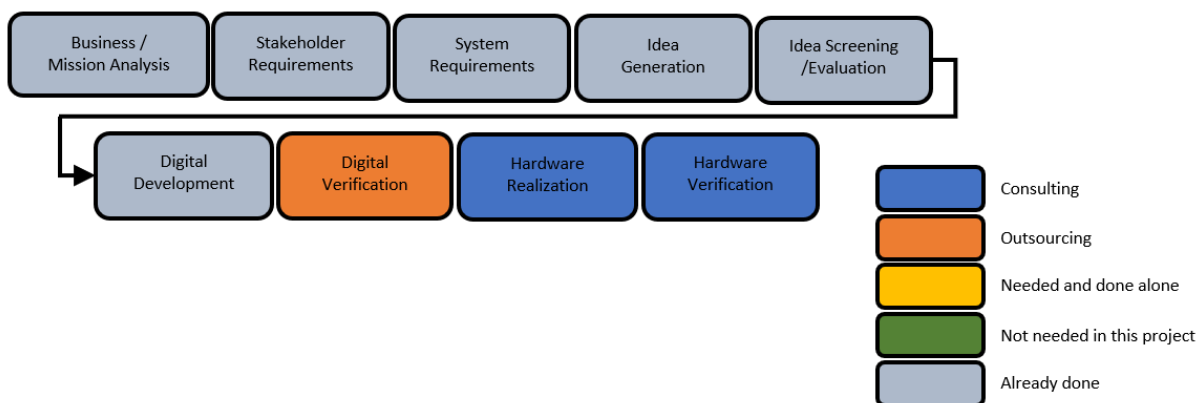 Business /
Mission Analysis
Stakeholder
Requirements
System
Requirements
Idea
Generation
Idea Screening
/Evaluation
Digital
Development
Digital
Verification
Hardware
Realization
Hardware
Verification
Consulting
Outsourcing
Needed and done alone
Not needed in this project
Already done